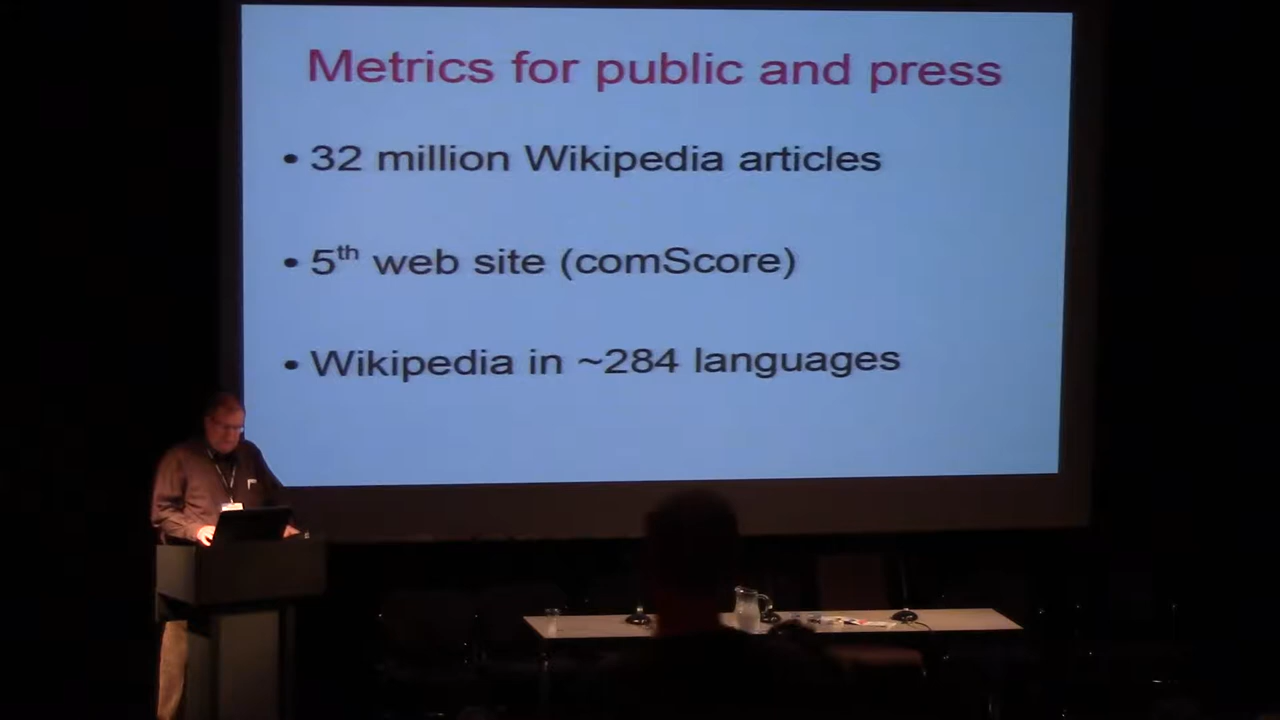 Metrics for public and press
• 32 million Wikipedia articles
• 5th web site (comScore)
• Wikipedia in ~284 languages